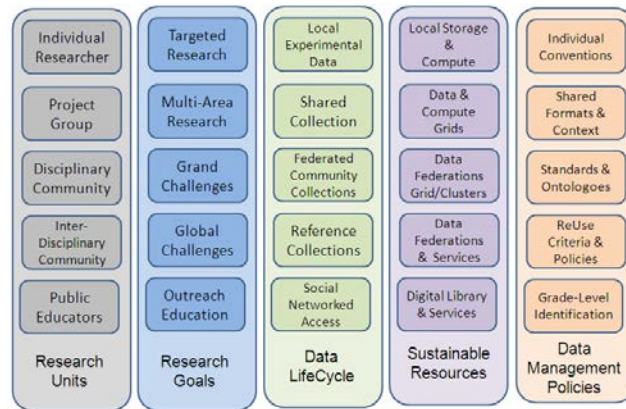 Individual
Researcher
Project
Group
Disciplinary
Community
Inter-
Disciplinary
Community
Public
Educators
Research
Units
Targeted
Research
Multi-Area
Research
Grand
Challenges
Global
Challenges
Outreach
Education
Research
Goals
Local
Experimental
Data
Shared
Collection
Federated
Community
Collections
Reference
Collections
Social
Networked
Access
Data
LifeCycle
Local Storage
&
Compute
Data &
Compute
Grids
Data
Federations
Grid/Clusters
Data
Federations
& Services
Digital Library
& Services
Sustainable
Resources
Individual
Conventions
Shared
Formats &
Context
Standards &
Ontologoes
ReUse
Criteria &
Policies
Grade-Level
Identification
Data
Management
Policies